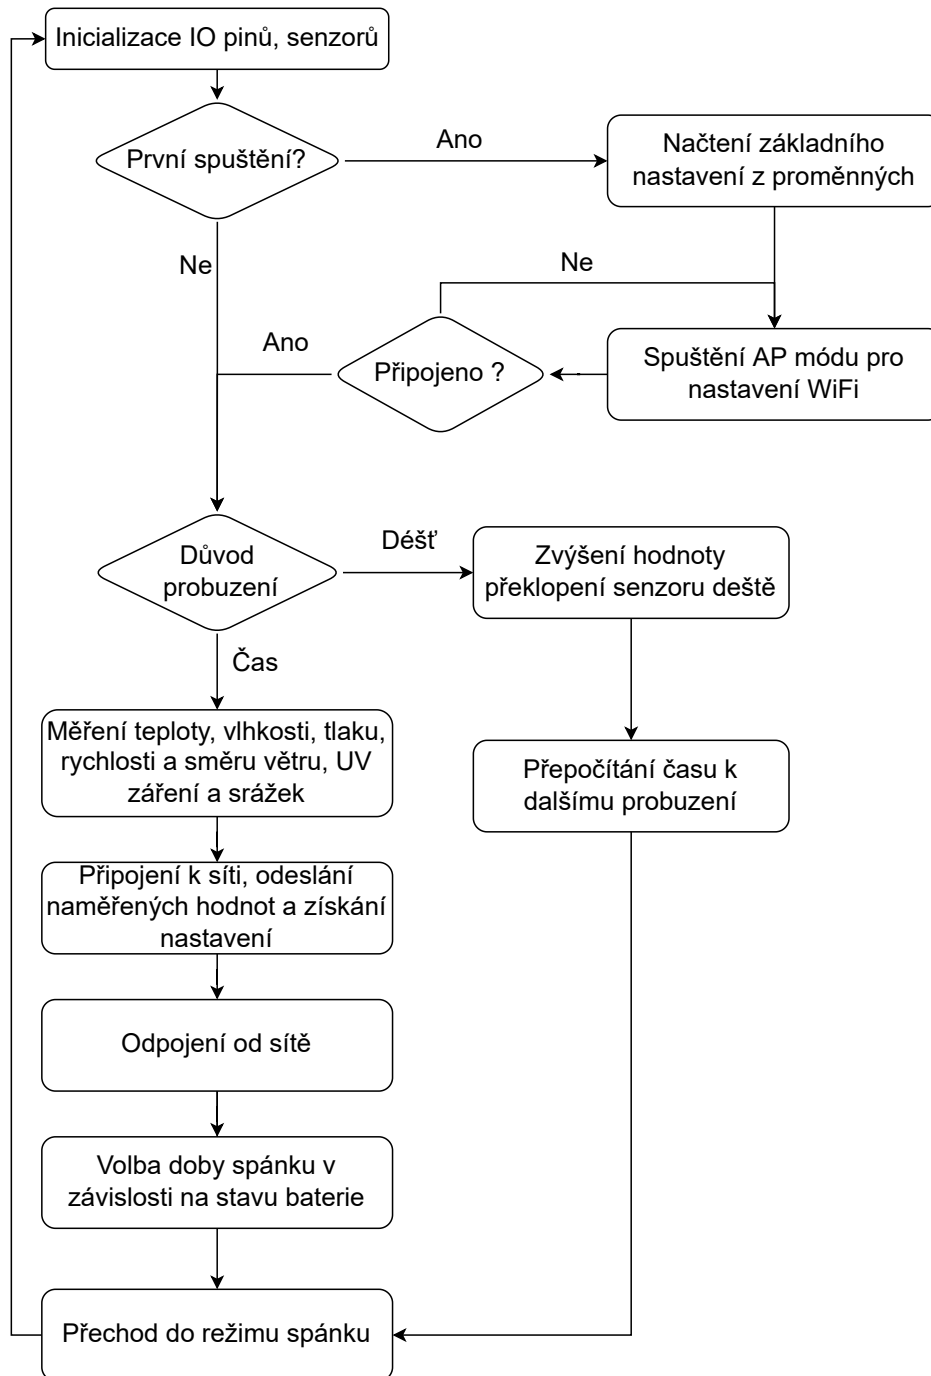 Inicializace IO pinů, senzorů
První spuštění?
Ano
Načtení základního
nastavení z proměnných
Ne
Ne
Ano
Připojeno ?
Spuštění AP módu pro
nastavení WiFi
Důvod
probuzení
Déšť
Zvýšení hodnoty
překlopení senzoru deště
Čas
Měření teploty, vlhkosti, tlaku,
rychlosti a směru větru, UV
záření a srážek
Přepočítání času k
dalšímu probuzení
Připojení k síti, odeslání
naměřených hodnot a získání
nastavení
Odpojení od sítě
Volba doby spánku v
závislosti na stavu baterie
Přechod do režimu spánku